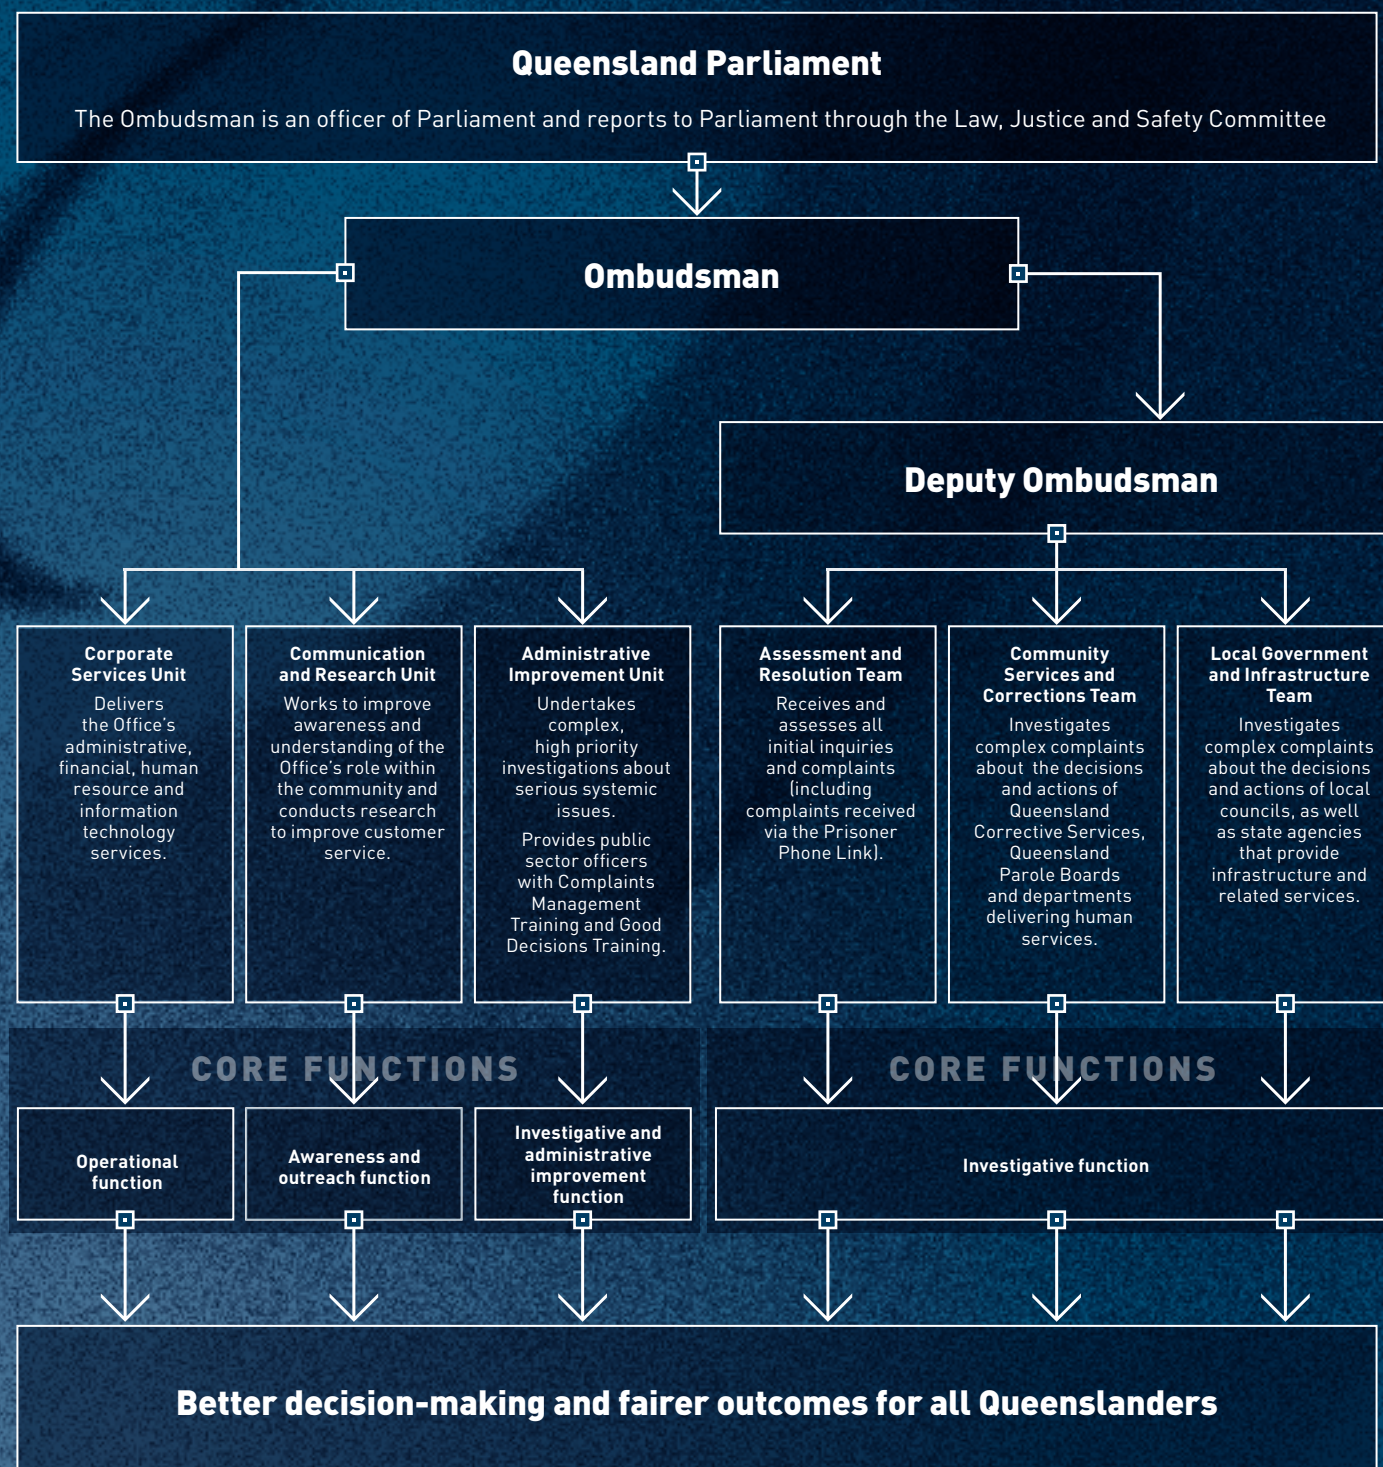 Queensland Parliament
The Ombudsman is an officer of Parliament and reports to Parliament through the Law, Justice and Safety Committee
Ombudsman
Deputy Ombudsman
Corporate
Services Unit
Delivers
the Office's
administrative,
financial, human
resource and
information
technology
services.
Communication
and Research Unit
Works to improve
awareness and
understanding of the
Office's role within
the community and
conducts research
to improve customer
service.
Administrative
Improvement Unit
Undertakes
complex,
high priority
investigations about
serious systemic
issues.
Provides public
sector officers
with Complaints
Management
Training and Good
Decisions Training.
Assessment and
Resolution Team
Receives and
assesses all
initial inquiries
and complaints
(including
complaints received
via the Prisoner
Phone Link).
Community
Services and
Corrections Team
Investigates
complex complaints
about the decisions
and actions of
Queensland
Corrective Services,
Queensland
Parole Boards
and departments
delivering human
services.
Local Government
and Infrastructure
Team
Investigates
complex complaints
about the decisions
and actions of local
councils, as well
as state agencies
that provide
infrastructure and
related services.
CORE FUNCTIONS
CORE FUNCTIONS
Operational
function
Awareness and
outreach function
Investigative and
administrative
improvement
function
Investigative function
Better decision-making and fairer outcomes for all Queenslanders